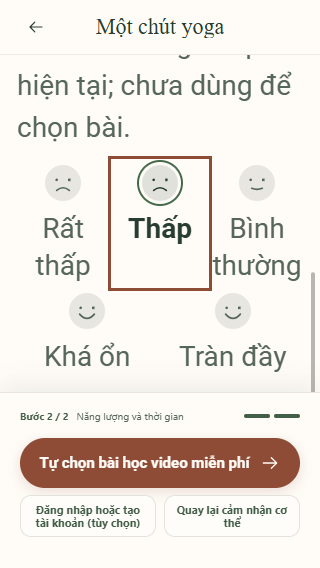 Một chút yoga
hiện tại; chưa dùng để
chọn bài.
Rất thấp
Thấp
Bình thường
Khá ổn
Tràn đầy
Bước 2 / 2 Năng lượng và thời gian
Tự chọn bài học video miễn phí
Đăng nhập hoặc tạo
tài khoản (tùy chọn)
Quay lại cảm nhận cơ
thể